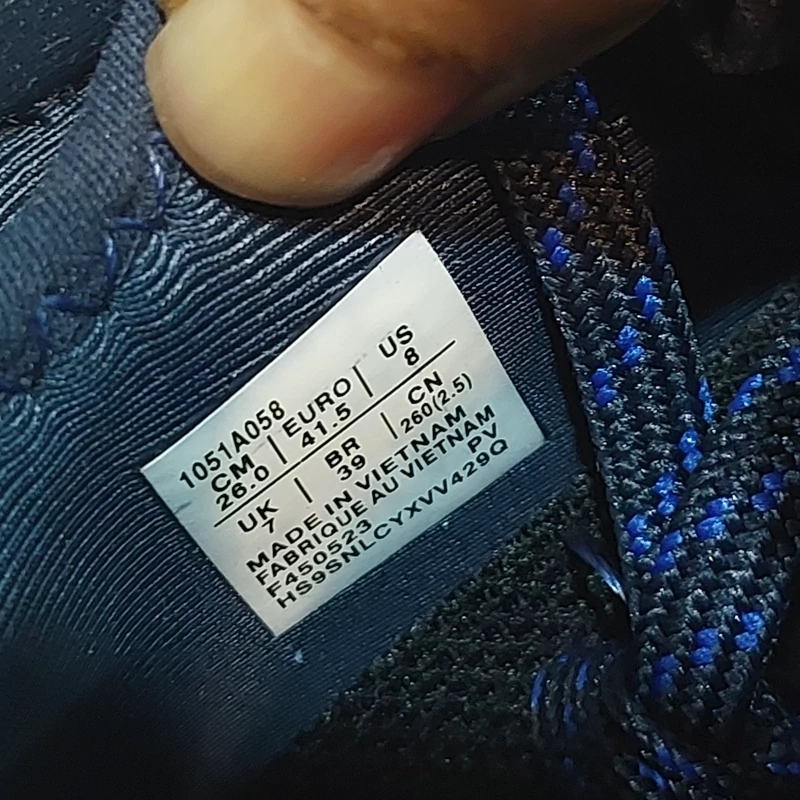 1051A058
CM | EURO | US
26.0 41.5 8
UK | BR | CN
7 39 260(2.5)
MADE IN VIETNAM
FABRIQUE AU VIETNAM
F450523 PV
HS9SNLCYXVV429Q